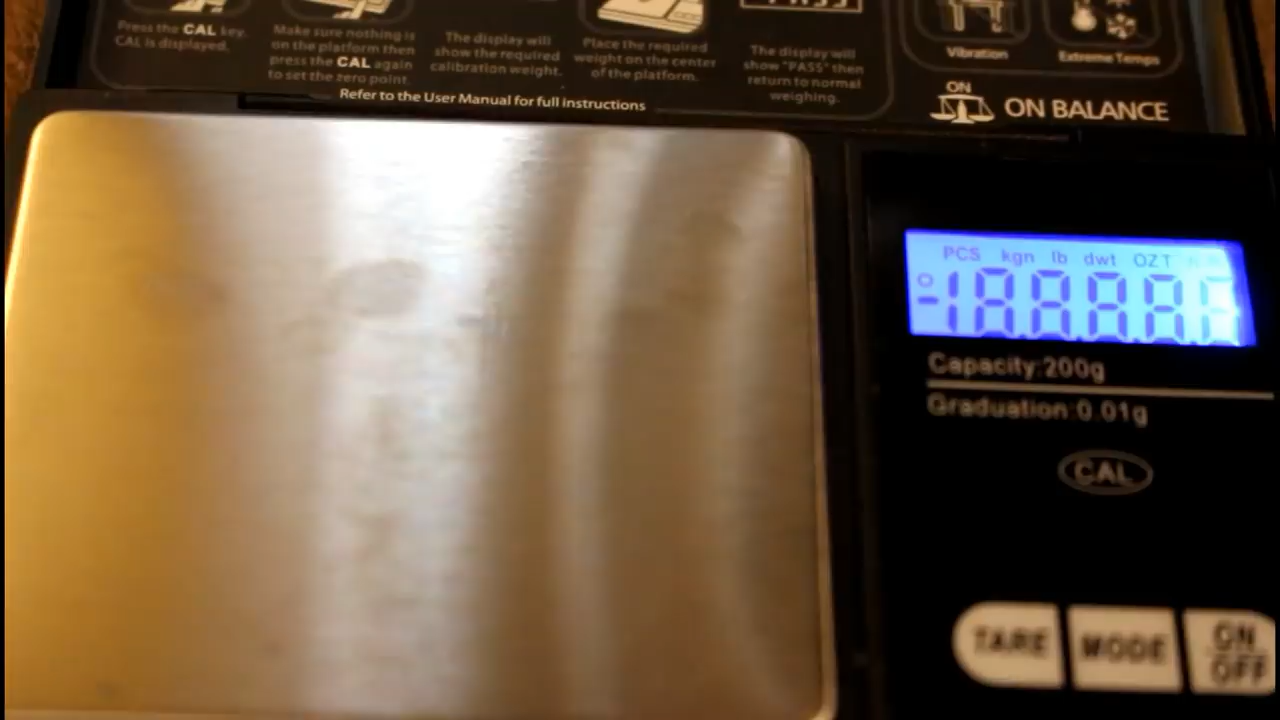 Press the CAL key.
CAL is displayed.
Make sure nothing is
on the platform then
press the CAL again
to set the zero point.
The display will
show the required
calibration weight.
Place the required
weight on the center
of the platform.
The display will
show "PASS" then
return to normal
weighing.
Vibration
Extreme Temps
Refer to the User Manual for full instructions
ON
ON BALANCE
PCS kgn lb dwt OZT
Capacity:200g
Graduation:0.01g
CAL
TARE
MODE
ON
OFF